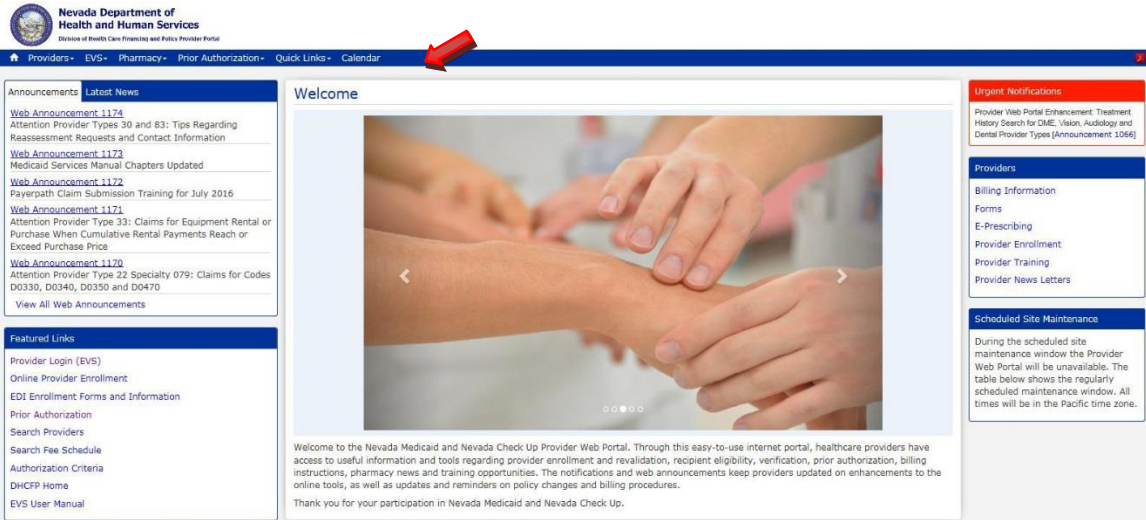 Nevada Department of
Health and Human Services
Division of Health Care Financing and Policy Provider Portal
Providers EVS Pharmacy Prior Authorization Quick Links Calendar
Announcements Latest News
Web Announcement 1174
Attention Provider Types 30 and 83: Tips Regarding
Reassessment Requests and Contact Information
Web Announcement 1173
Medicaid Services Manual Chapters Updated
Web Announcement 1172
Payerpath Claim Submission Training for July 2016
Web Announcement 1171
Attention Provider Type 33: Claims for Equipment Rental or
Purchase When Cumulative Rental Payments Reach or
Exceed Purchase Price
Web Announcement 1170
Attention Provider Type 22 Specialty 079: Claims for Codes
D0330, D0340, D0350 and D0470
View All Web Announcements
Featured Links
Provider Login (EVS)
Online Provider Enrollment
EDI Enrollment Forms and Information
Prior Authorization
Search Providers
Search Fee Schedule
Authorization Criteria
DHCFP Home
EVS User Manual
Welcome
Welcome to the Nevada Medicaid and Nevada Check Up Provider Web Portal. Through this easy-to-use internet portal, healthcare providers have
access to useful information and tools regarding provider enrollment and revalidation, recipient eligibility, verification, prior authorization, billing
instructions, pharmacy news and training opportunities. The notifications and web announcements keep providers updated on enhancements to the
online tools, as well as updates and reminders on policy changes and billing procedures.
Thank you for your participation in Nevada Medicaid and Nevada Check Up.
Urgent Notifications
Provider Web Portal Enhancement: Treatment
History Search for DME, Vision, Audiology and
Dental Provider Types [Announcement 1066]
Providers
Billing Information
Forms
E-Prescribing
Provider Enrollment
Provider Training
Provider News Letters
Scheduled Site Maintenance
During the scheduled site
maintenance window the Provider
Web Portal will be unavailable. The
table below shows the regularly
scheduled maintenance window. All
times will be in the Pacific time zone.